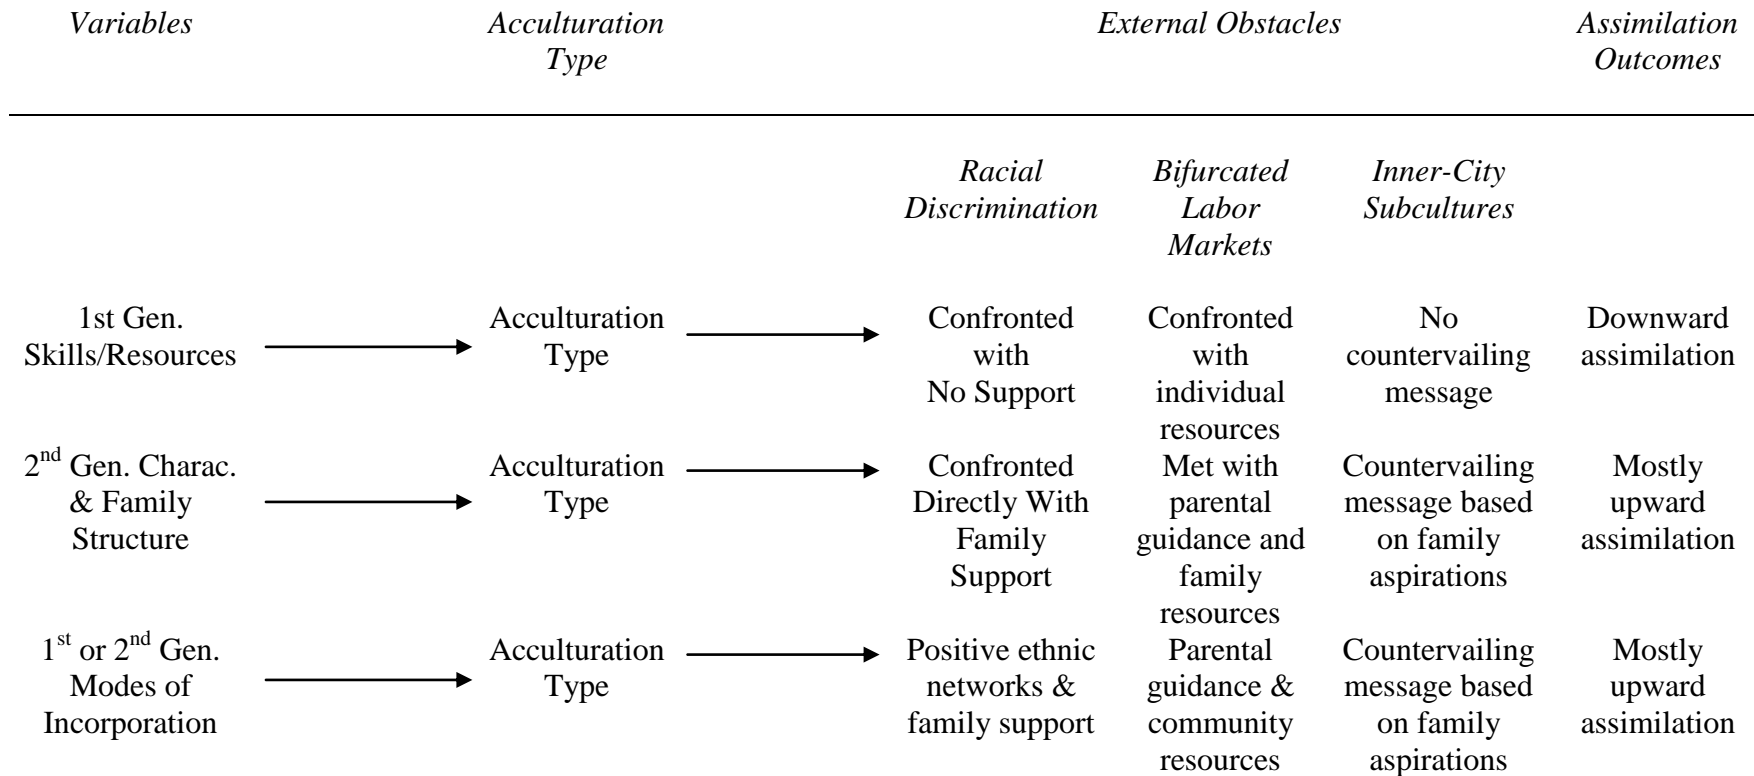 Variables
Acculturation
Type
External Obstacles
Assimilation
Outcomes
Racial
Discrimination
Bifurcated
Labor
Markets
Inner-City
Subcultures
1st Gen.
Skills/Resources
Acculturation
Type
Confronted
with
No Support
Confronted
with
individual
resources
No
countervailing
message
Downward
assimilation
2nd Gen. Charac.
& Family
Structure
Acculturation
Type
Confronted
Directly With
Family
Support
Met with
parental
guidance and
family
resources
Countervailing
message based
on family
aspirations
Mostly
upward
assimilation
1st or 2nd Gen.
Modes of
Incorporation
Acculturation
Type
Positive ethnic
networks &
family support
Parental
guidance &
community
resources
Countervailing
message based
on family
aspirations
Mostly
upward
assimilation